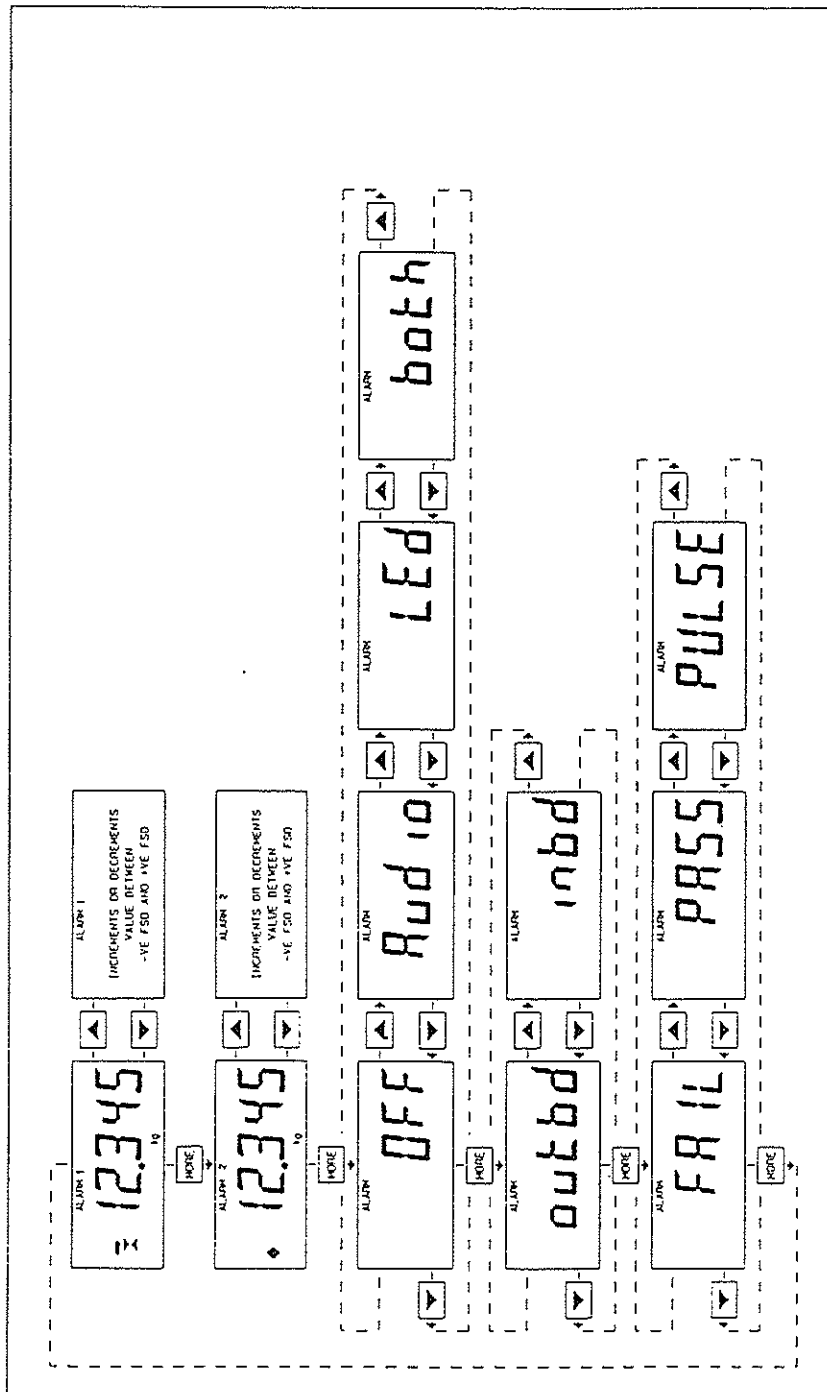 ALARM 1
12.345
kg
ALARM 1
INCREMENTS OR DECREMENTS
VALUE BETWEEN
-VE FSD AND +VE FSD
MORE
ALARM 2
12.345
kg
ALARM 2
INCREMENTS OR DECREMENTS
VALUE BETWEEN
-VE FSD AND +VE FSD
MORE
ALARM
OFF
ALARM
Audio
ALARM
LEd
ALARM
both
MORE
ALARM
outbd
ALARM
inbd
MORE
ALARM
FAIL
ALARM
PASS
ALARM
PULSE
MORE